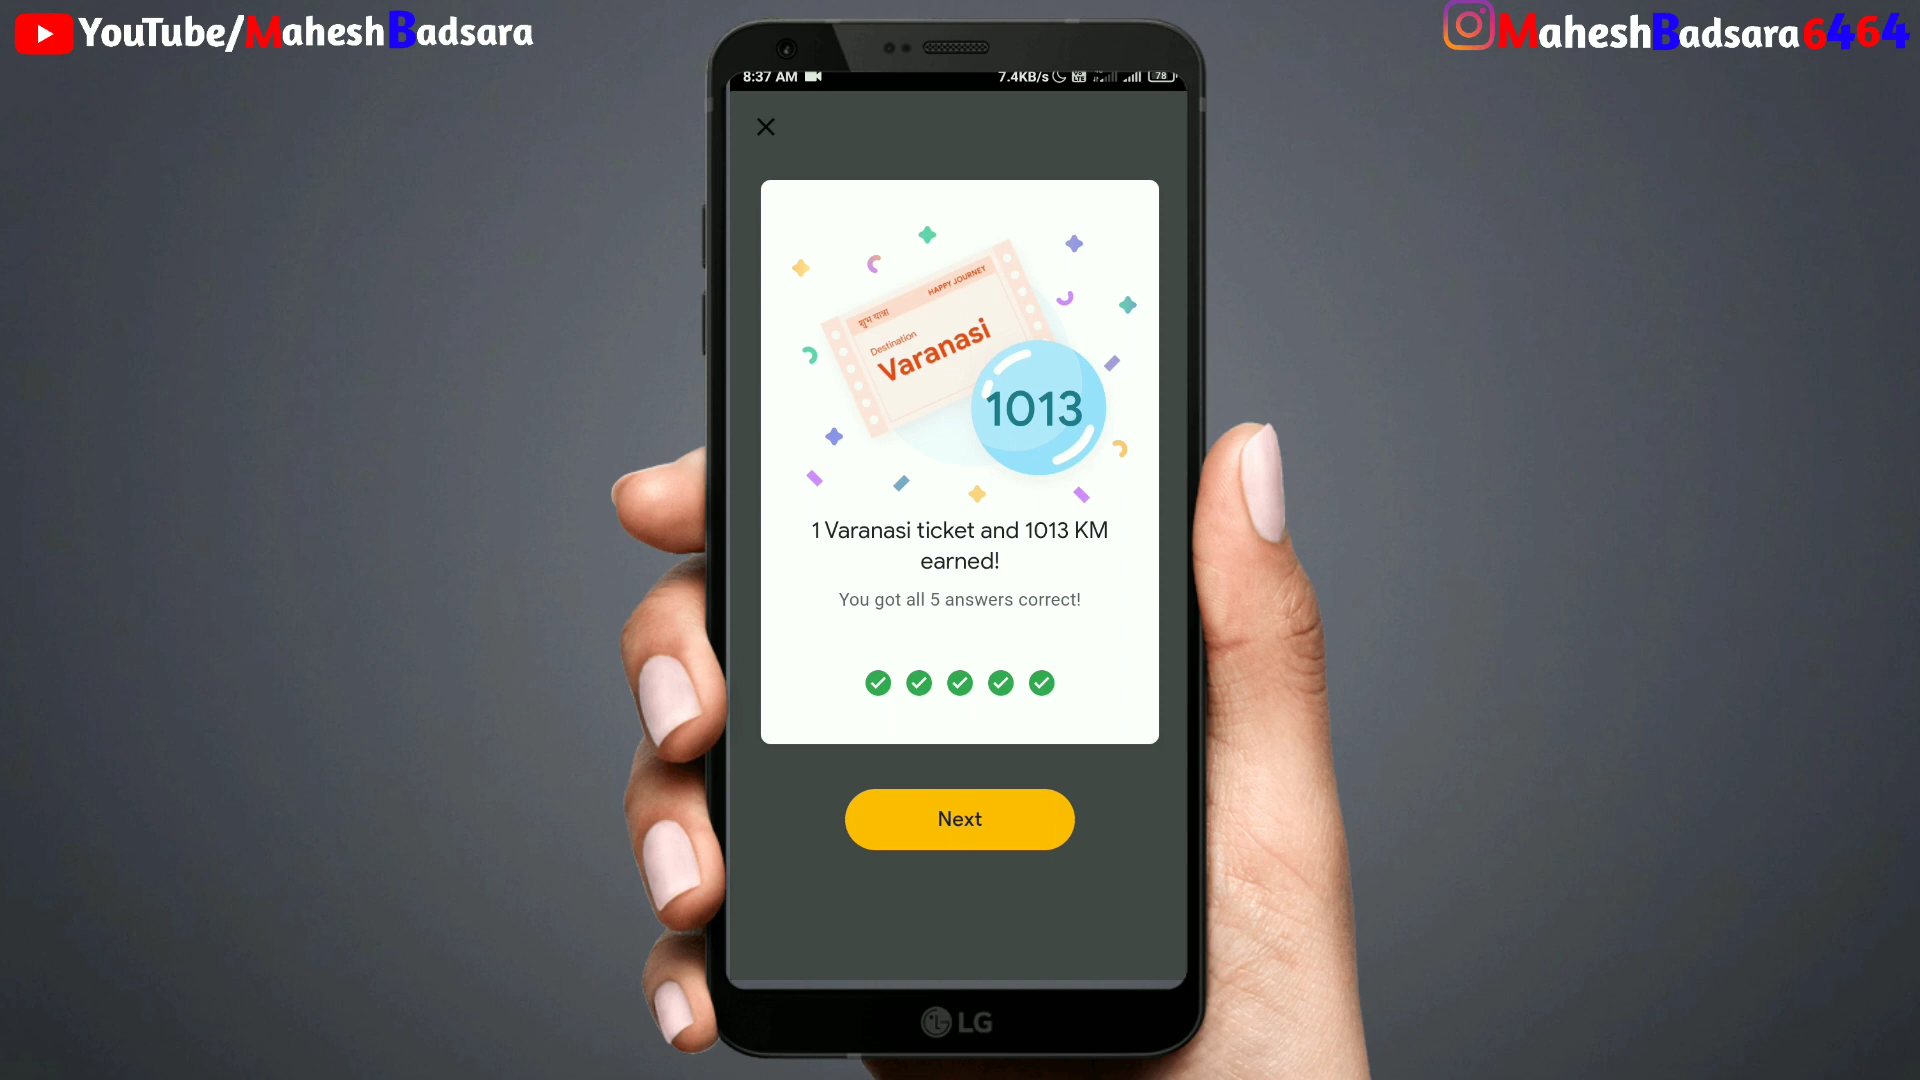 YouTube/MaheshBadsara
MaheshBadsara6464
8:37 AM
7.4KB/s
78
शुभ यात्रा
HAPPY JOURNEY
Destination
Varanasi
1013
1 Varanasi ticket and 1013 KM
earned!
You got all 5 answers correct!
Next
LG